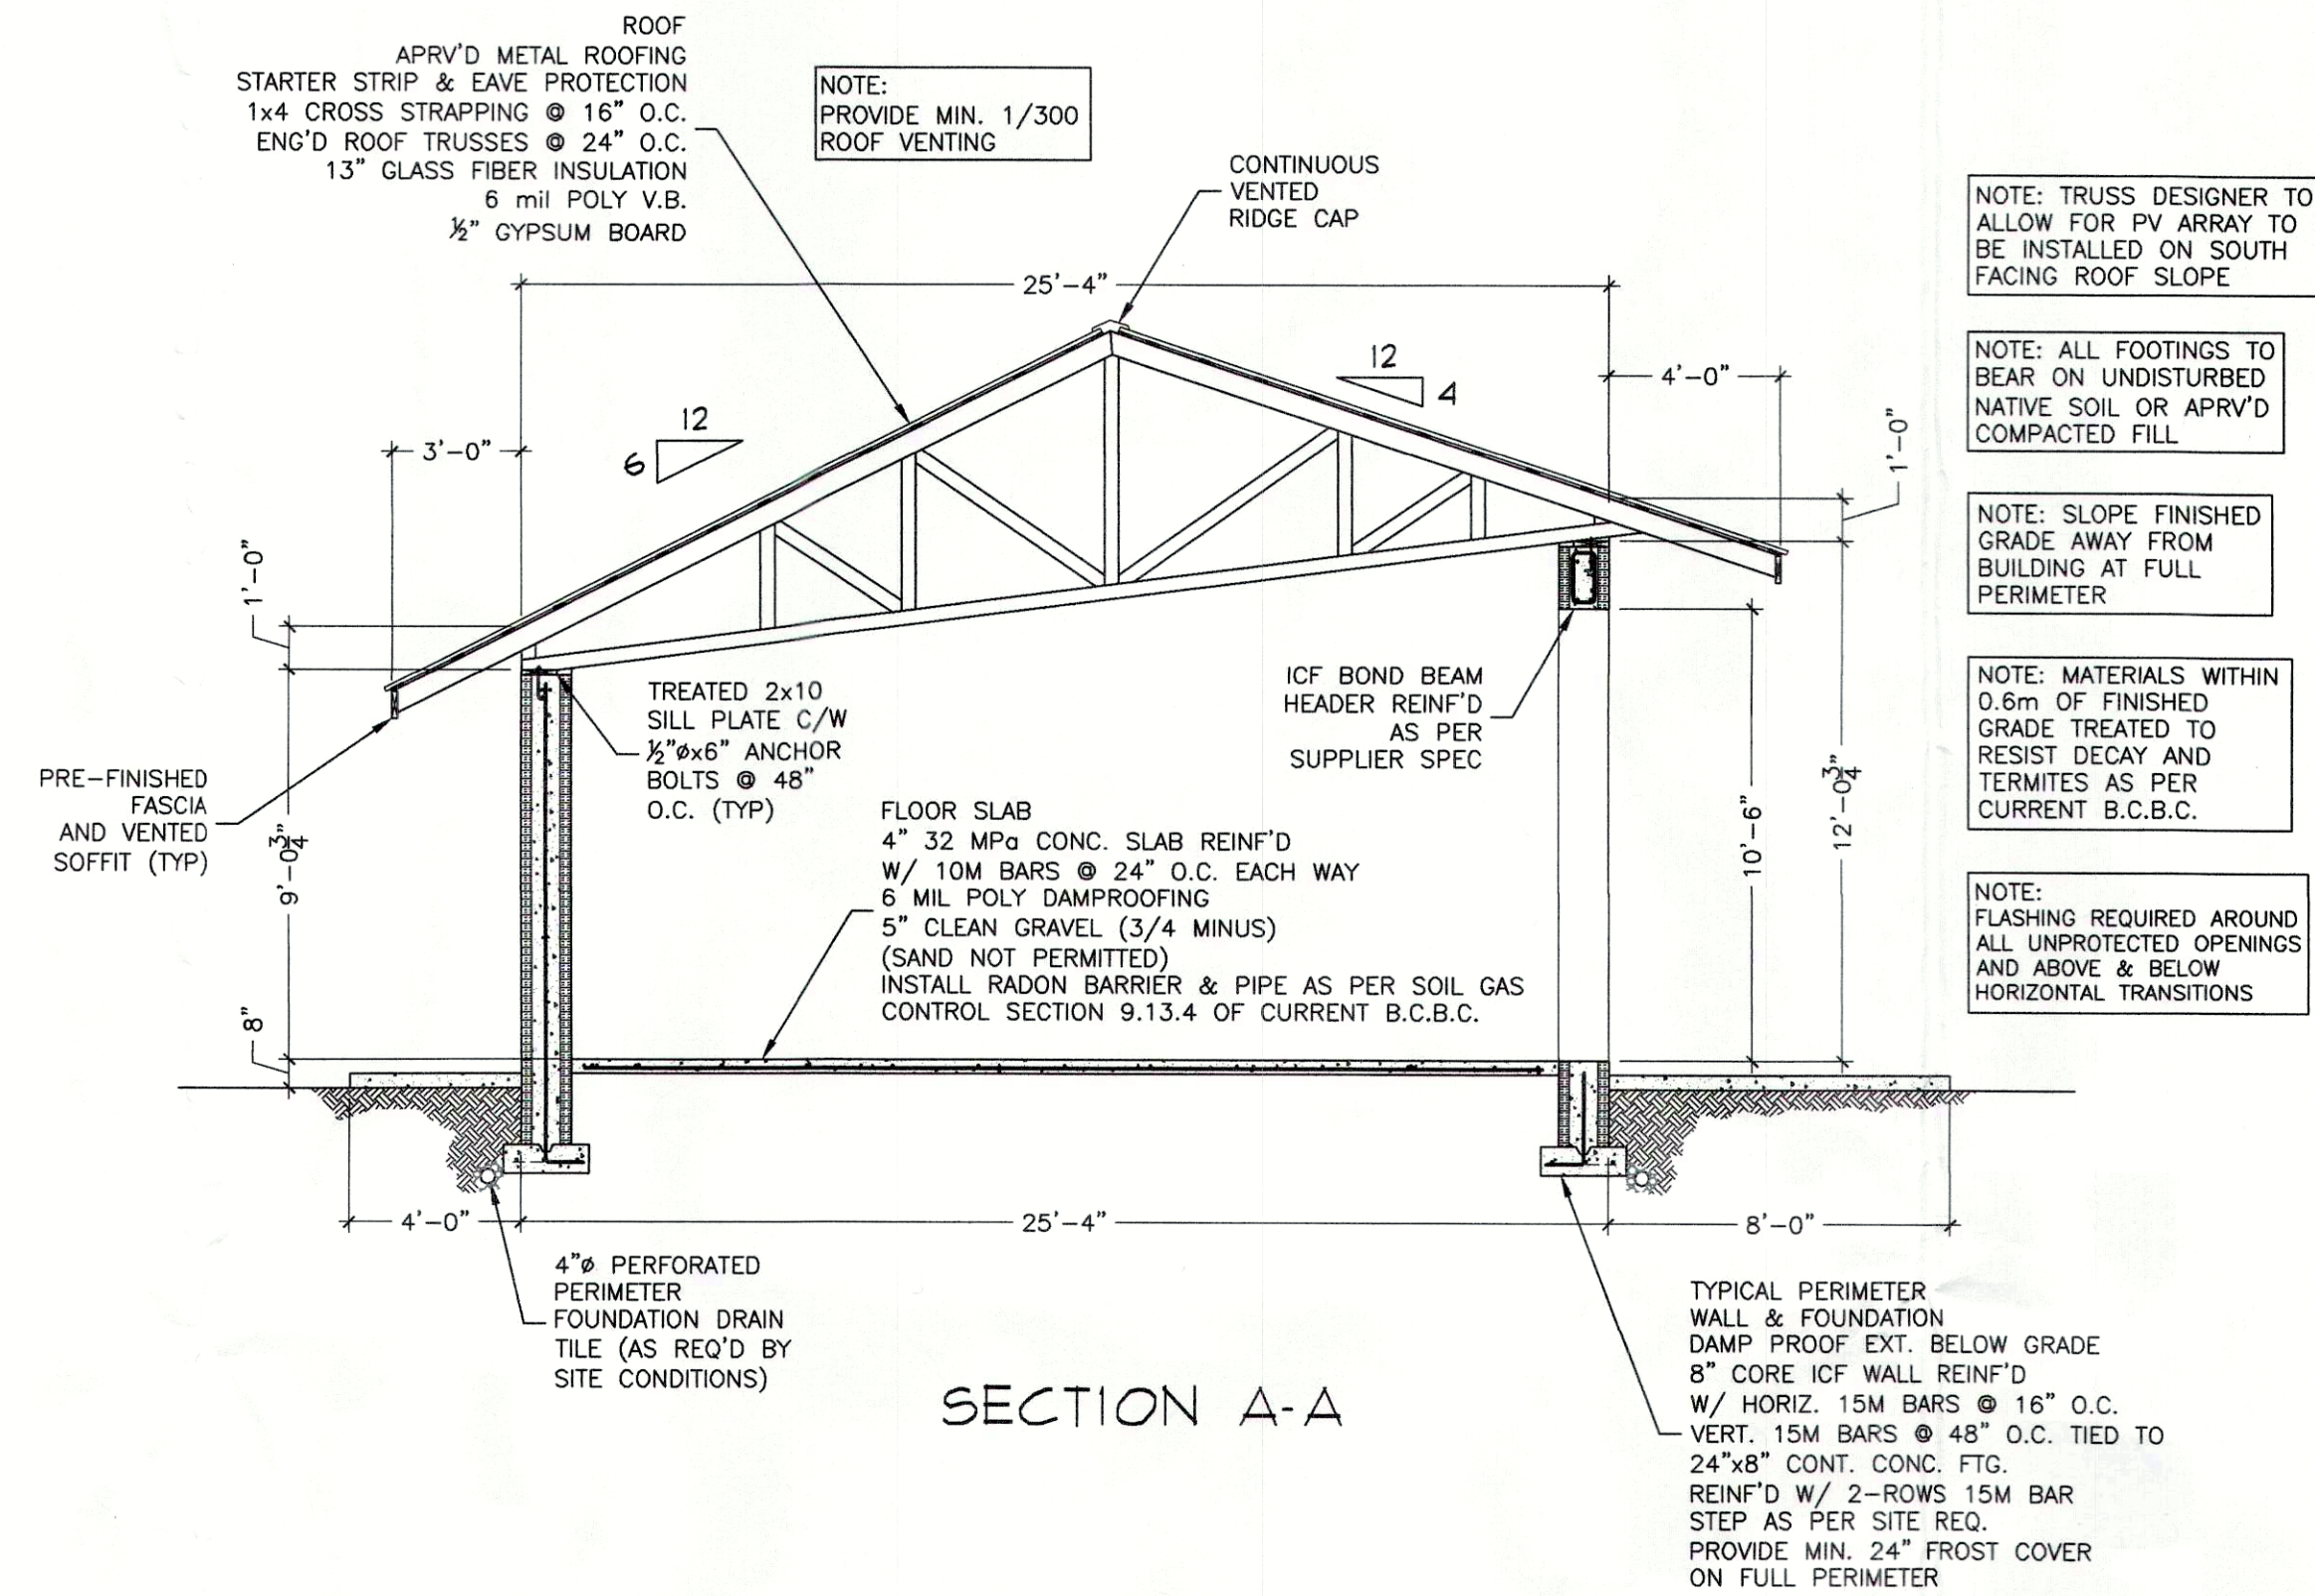 ROOF
APRV'D METAL ROOFING
STARTER STRIP & EAVE PROTECTION
1x4 CROSS STRAPPING @ 16" O.C.
ENG'D ROOF TRUSSES @ 24" O.C.
13" GLASS FIBER INSULATION
6 mil POLY V.B.
½" GYPSUM BOARD
NOTE:
PROVIDE MIN. 1/300
ROOF VENTING
CONTINUOUS
VENTED
RIDGE CAP
NOTE: TRUSS DESIGNER TO
ALLOW FOR PV ARRAY TO
BE INSTALLED ON SOUTH
FACING ROOF SLOPE
25'-4"
12
4
4'-0"
12
6
3'-0"
1'-0"
NOTE: ALL FOOTINGS TO
BEAR ON UNDISTURBED
NATIVE SOIL OR APRV'D
COMPACTED FILL
NOTE: SLOPE FINISHED
GRADE AWAY FROM
BUILDING AT FULL
PERIMETER
1'-0"
TREATED 2x10
SILL PLATE C/W
½"øx6" ANCHOR
BOLTS @ 48"
O.C. (TYP)
ICF BOND BEAM
HEADER REINF'D
AS PER
SUPPLIER SPEC
NOTE: MATERIALS WITHIN
0.6m OF FINISHED
GRADE TREATED TO
RESIST DECAY AND
TERMITES AS PER
CURRENT B.C.B.C.
PRE-FINISHED
FASCIA
AND VENTED
SOFFIT (TYP)
9'-0¾"
FLOOR SLAB
4" 32 MPa CONC. SLAB REINF'D
W/ 10M BARS @ 24" O.C. EACH WAY
6 MIL POLY DAMPROOFING
5" CLEAN GRAVEL (3/4 MINUS)
(SAND NOT PERMITTED)
INSTALL RADON BARRIER & PIPE AS PER SOIL GAS
CONTROL SECTION 9.13.4 OF CURRENT B.C.B.C.
10'-6"
12'-0¾"
NOTE:
FLASHING REQUIRED AROUND
ALL UNPROTECTED OPENINGS
AND ABOVE & BELOW
HORIZONTAL TRANSITIONS
8"
4'-0"
25'-4"
8'-0"
4"ø PERFORATED
PERIMETER
FOUNDATION DRAIN
TILE (AS REQ'D BY
SITE CONDITIONS)
SECTION A-A
TYPICAL PERIMETER
WALL & FOUNDATION
DAMP PROOF EXT. BELOW GRADE
8" CORE ICF WALL REINF'D
W/ HORIZ. 15M BARS @ 16" O.C.
VERT. 15M BARS @ 48" O.C. TIED TO
24"x8" CONT. CONC. FTG.
REINF'D W/ 2-ROWS 15M BAR
STEP AS PER SITE REQ.
PROVIDE MIN. 24" FROST COVER
ON FULL PERIMETER